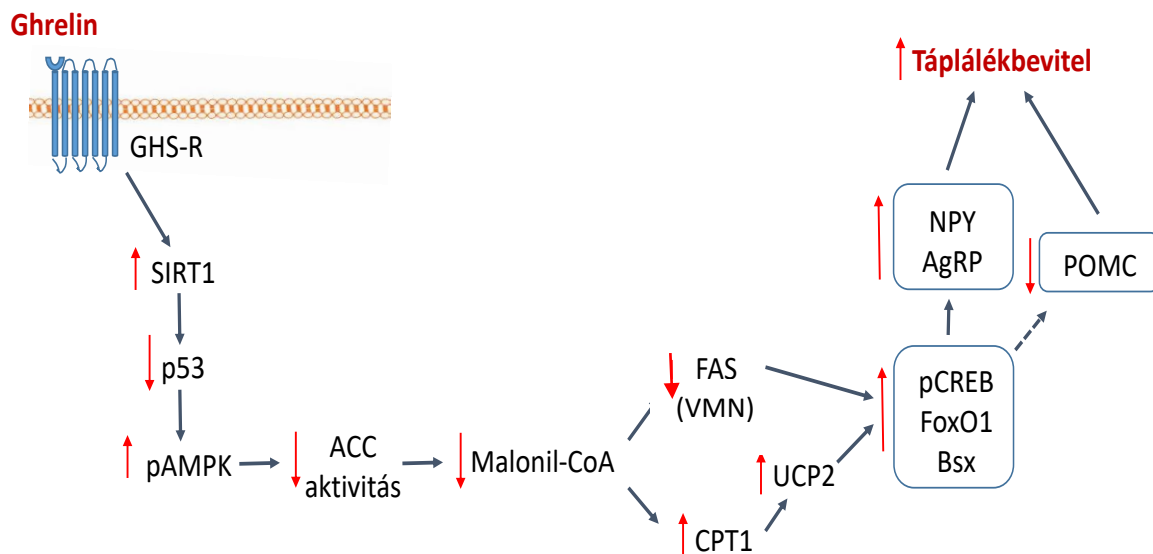 Ghrelin
GHS-R
SIRT1
p53
pAMPK
ACC
aktivitás
Malonil-CoA
FAS
(VMN)
CPT1
UCP2
pCREB
FoxO1
Bsx
NPY
AgRP
POMC
Táplálékbevitel